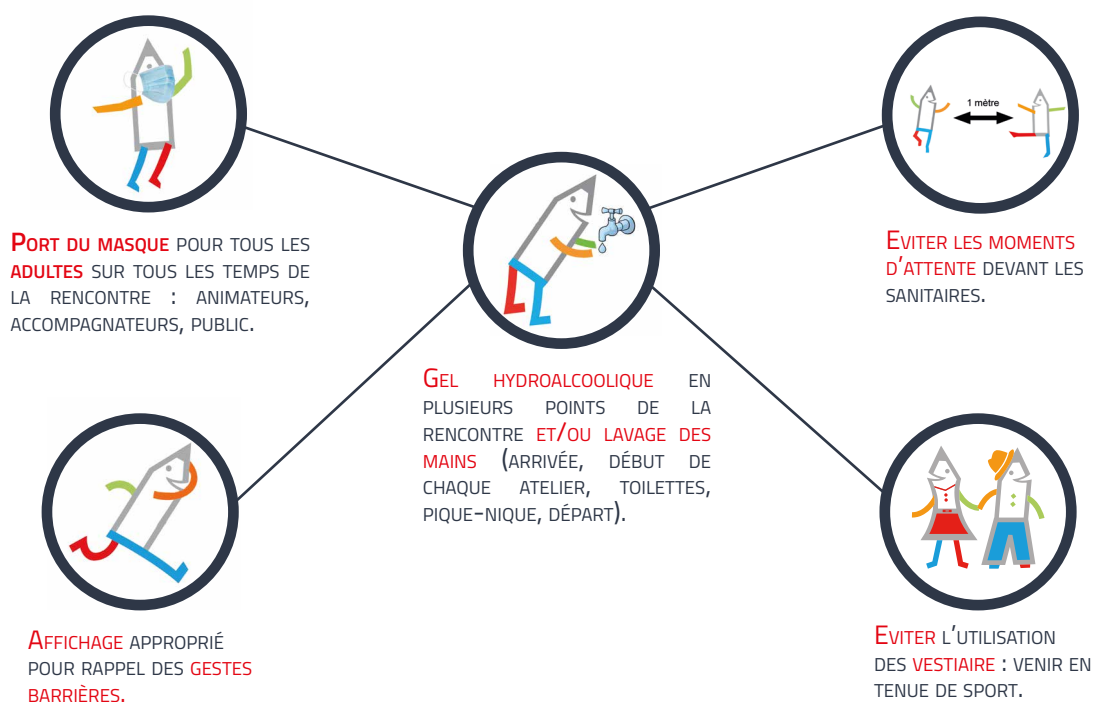 1 mètre
PORT DU MASQUE POUR TOUS LES
ADULTES SUR TOUS LES TEMPS DE
LA RENCONTRE : ANIMATEURS,
ACCOMPAGNATEURS, PUBLIC.
EVITER LES MOMENTS
D'ATTENTE DEVANT LES
SANITAIRES.
GEL HYDROALCOOLIQUE EN
PLUSIEURS POINTS DE LA
RENCONTRE ET/OU LAVAGE DES
MAINS (ARRIVÉE, DÉBUT DE
CHAQUE ATELIER, TOILETTES,
PIQUE-NIQUE, DÉPART).
AFFICHAGE APPROPRIÉ
POUR RAPPEL DES GESTES
BARRIÈRES.
EVITER L'UTILISATION
DES VESTIAIRE : VENIR EN
TENUE DE SPORT.